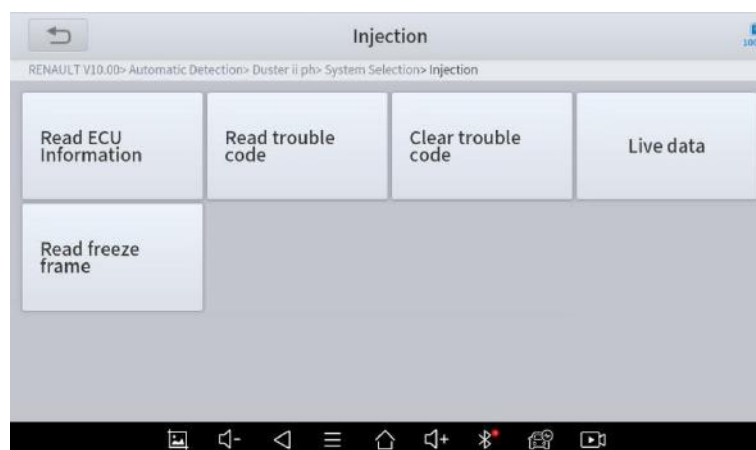 Injection
RENAULT V10.00> Automatic Detection> Duster ii ph> System Selection> Injection
Read ECU
Information
Read trouble
code
Clear trouble
code
Live data
Read freeze
frame